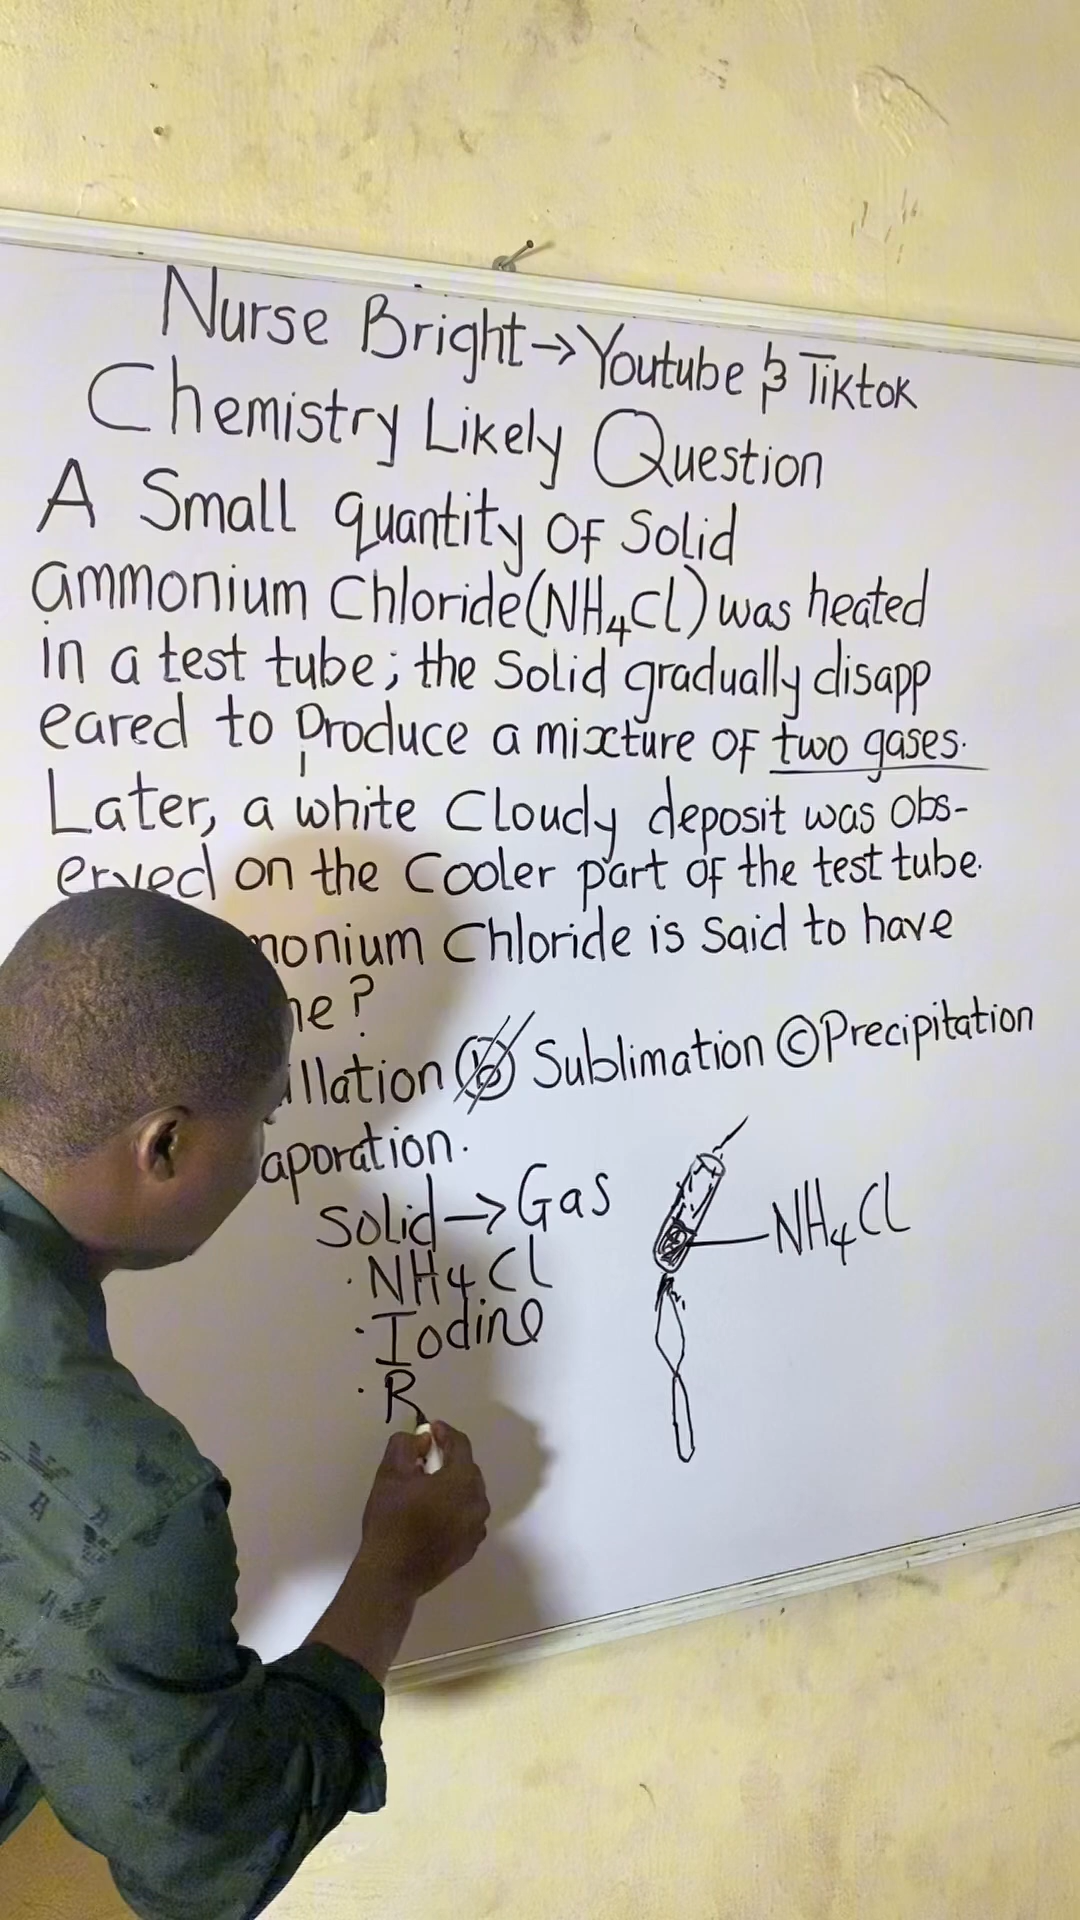 Nurse Bright→Youtube & Tiktok
Chemistry Likely Question
A Small quantity OF Solid
ammonium Chloride(NH₄Cl) was heated
in a test tube; the Solid gradually disapp
eared to Produce a mixture OF two gases.
Later, a white Cloudy deposit was obs-
erved on the Cooler part OF the test tube.
monium Chloride is Said to have
ne?
illation ⓑ Sublimation ©Precipitation
aporation.
Solid→Gas
NH₄Cl
· NH₄Cl
· Iodine
· R